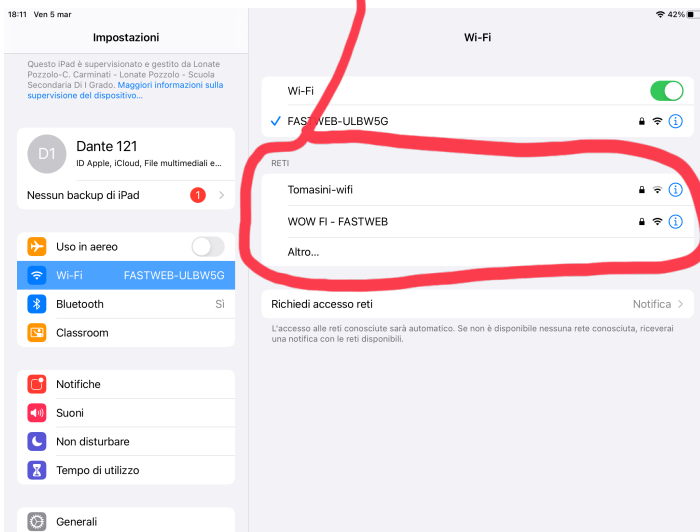 18:11 Ven 5 mar
42%
Impostazioni
Questo iPad è supervisionato e gestito da Lonate
Pozzolo-C. Carminati - Lonate Pozzolo - Scuola
Secondaria Di I Grado. Maggiori informazioni sulla
supervisione del dispositivo...
D1
Dante 121
ID Apple, iCloud, File multimediali e...
Nessun backup di iPad 1
Uso in aereo
Wi-Fi FASTWEB-ULBW5G
Bluetooth Sì
Classroom
Notifiche
Suoni
Non disturbare
Tempo di utilizzo
Generali
Wi-Fi
Wi-Fi
FASTWEB-ULBW5G
RETI
Tomasini-wifi
WOW FI - FASTWEB
Altro...
Richiedi accesso reti Notifica
L'accesso alle reti conosciute sarà automatico. Se non è disponibile nessuna rete conosciuta, riceverai
una notifica con le reti disponibili.